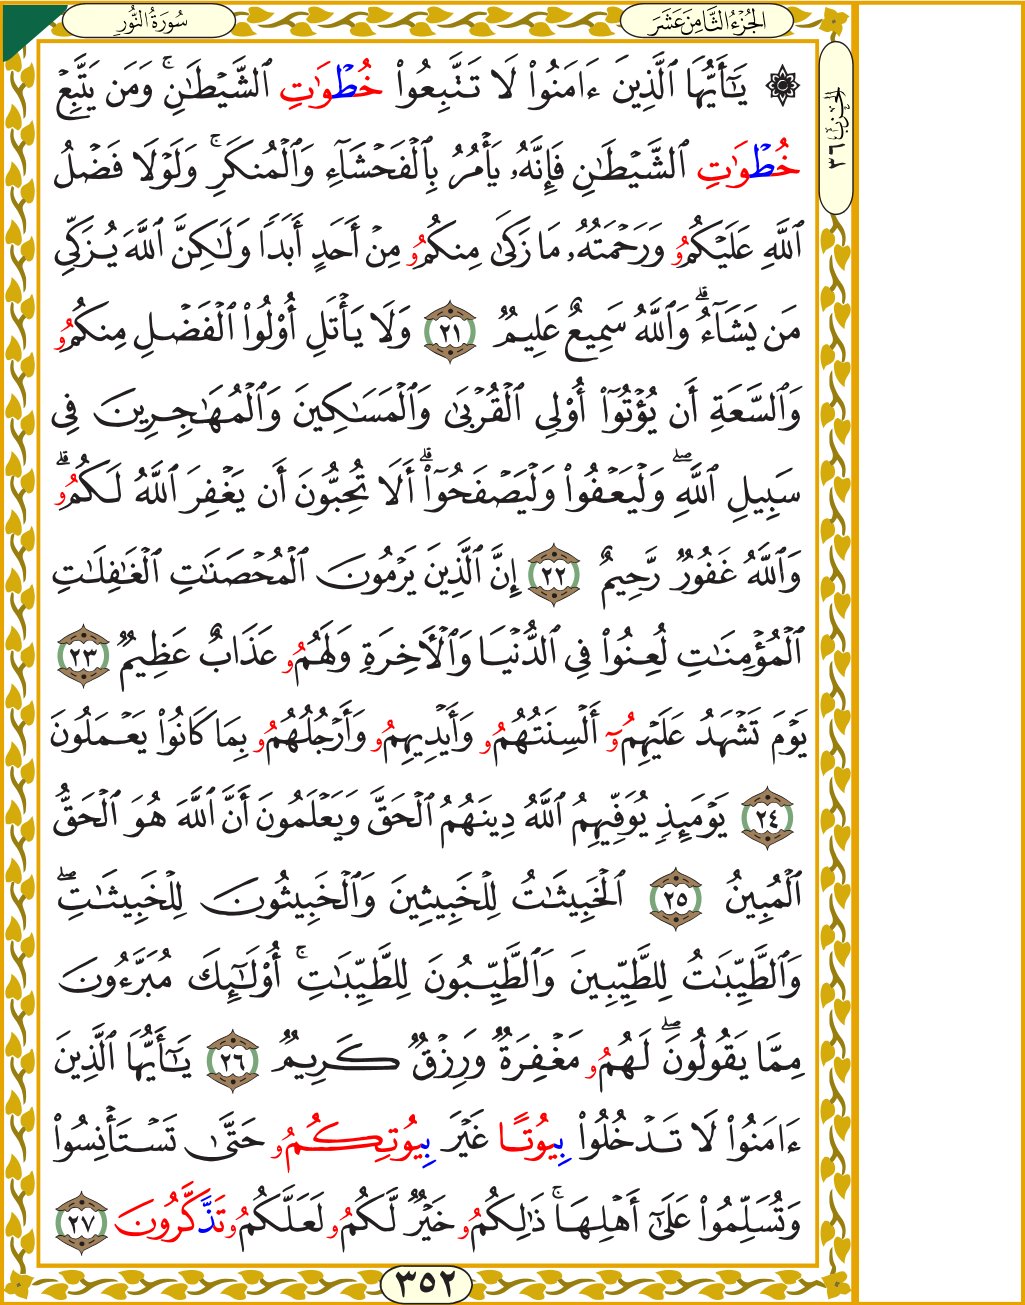 سُورَةُ النُّورِ
الجُزْءُ الثَّامِنَ عَشَرَ
الحِزْب ٣٦
۞ يَٰٓأَيُّهَا ٱلَّذِينَ ءَامَنُوا۟ لَا تَتَّبِعُوا۟ خُطْوَٰتِ ٱلشَّيْطَٰنِ ۚ وَمَن يَتَّبِعْ
خُطْوَٰتِ ٱلشَّيْطَٰنِ فَإِنَّهُۥ يَأْمُرُ بِٱلْفَحْشَآءِ وَٱلْمُنكَرِ ۚ وَلَوْلَا فَضْلُ
ٱللَّهِ عَلَيْكُمُۥ وَرَحْمَتُهُۥ مَا زَكَىٰ مِنكُمُۥ مِنْ أَحَدٍ أَبَدًا وَلَٰكِنَّ ٱللَّهَ يُزَكِّى
مَن يَشَآءُ ۗ وَٱللَّهُ سَمِيعٌ عَلِيمٌ ٢١ وَلَا يَأْتَلِ أُو۟لُوا۟ ٱلْفَضْلِ مِنكُمُۥ
وَٱلسَّعَةِ أَن يُؤْتُوٓا۟ أُو۟لِى ٱلْقُرْبَىٰ وَٱلْمَسَٰكِينَ وَٱلْمُهَٰجِرِينَ فِى
سَبِيلِ ٱللَّهِ ۖ وَلْيَعْفُوا۟ وَلْيَصْفَحُوٓا۟ ۗ أَلَا تُحِبُّونَ أَن يَغْفِرَ ٱللَّهُ لَكُمُۥ ۗ
وَٱللَّهُ غَفُورٌ رَّحِيمٌ ٢٢ إِنَّ ٱلَّذِينَ يَرْمُونَ ٱلْمُحْصَنَٰتِ ٱلْغَٰفِلَٰتِ
ٱلْمُؤْمِنَٰتِ لُعِنُوا۟ فِى ٱلدُّنْيَا وَٱلْأَخِرَةِ وَلَهُمُۥ عَذَابٌ عَظِيمٌ ٢٣
يَوْمَ تَشْهَدُ عَلَيْهِمُۥٓ أَلْسِنَتُهُمُۥ وَأَيْدِيهِمُۥ وَأَرْجُلُهُمُۥ بِمَا كَانُوا۟ يَعْمَلُونَ
٢٤ يَوْمَئِذٍ يُوَفِّيهِمُ ٱللَّهُ دِينَهُمُ ٱلْحَقَّ وَيَعْلَمُونَ أَنَّ ٱللَّهَ هُوَ ٱلْحَقُّ
ٱلْمُبِينُ ٢٥ ٱلْخَبِيثَٰتُ لِلْخَبِيثِينَ وَٱلْخَبِيثُونَ لِلْخَبِيثَٰتِ ۖ
وَٱلطَّيِّبَٰتُ لِلطَّيِّبِينَ وَٱلطَّيِّبُونَ لِلطَّيِّبَٰتِ ۚ أُو۟لَٰٓئِكَ مُبَرَّءُونَ
مِمَّا يَقُولُونَ ۖ لَهُمُۥ مَغْفِرَةٌ وَرِزْقٌ كَرِيمٌ ٢٦ يَٰٓأَيُّهَا ٱلَّذِينَ
ءَامَنُوا۟ لَا تَدْخُلُوا۟ بِيُوتًا غَيْرَ بِيُوتِكُمُۥ حَتَّىٰ تَسْتَأْنِسُوا۟
وَتُسَلِّمُوا۟ عَلَىٰٓ أَهْلِهَا ۚ ذَٰلِكُمُۥ خَيْرٌ لَّكُمُۥ لَعَلَّكُمُۥ تَذَّكَّرُونَ ٢٧
٣٥٢